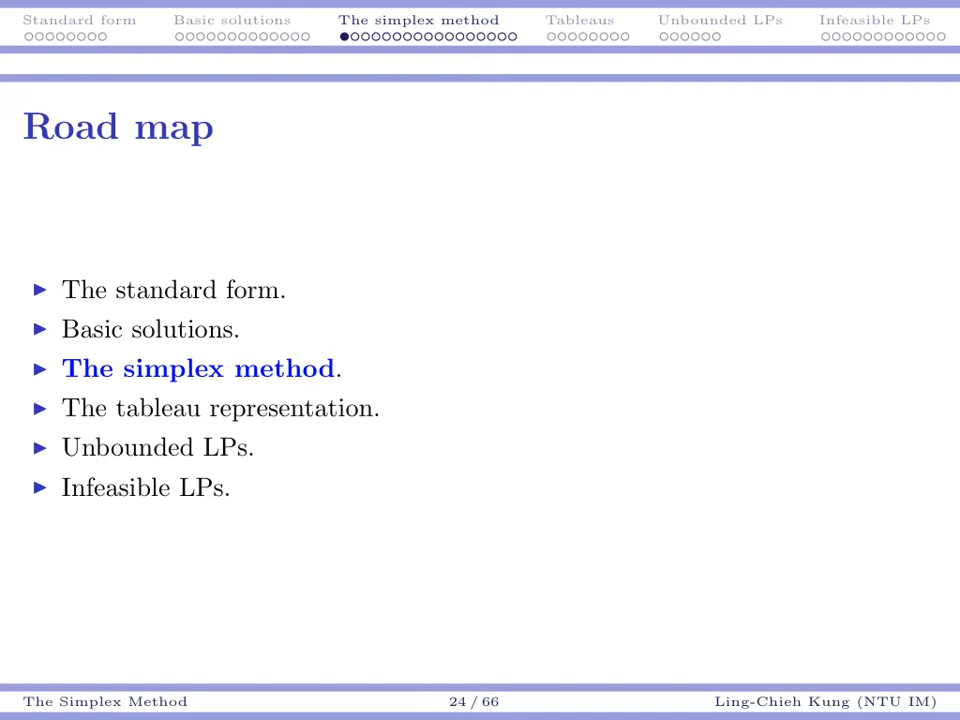 Standard form Basic solutions The simplex method Tableaus Unbounded LPs Infeasible LPs
Road map
The standard form.
Basic solutions.
The simplex method.
The tableau representation.
Unbounded LPs.
Infeasible LPs.
The Simplex Method 24 / 66 Ling-Chieh Kung (NTU IM)